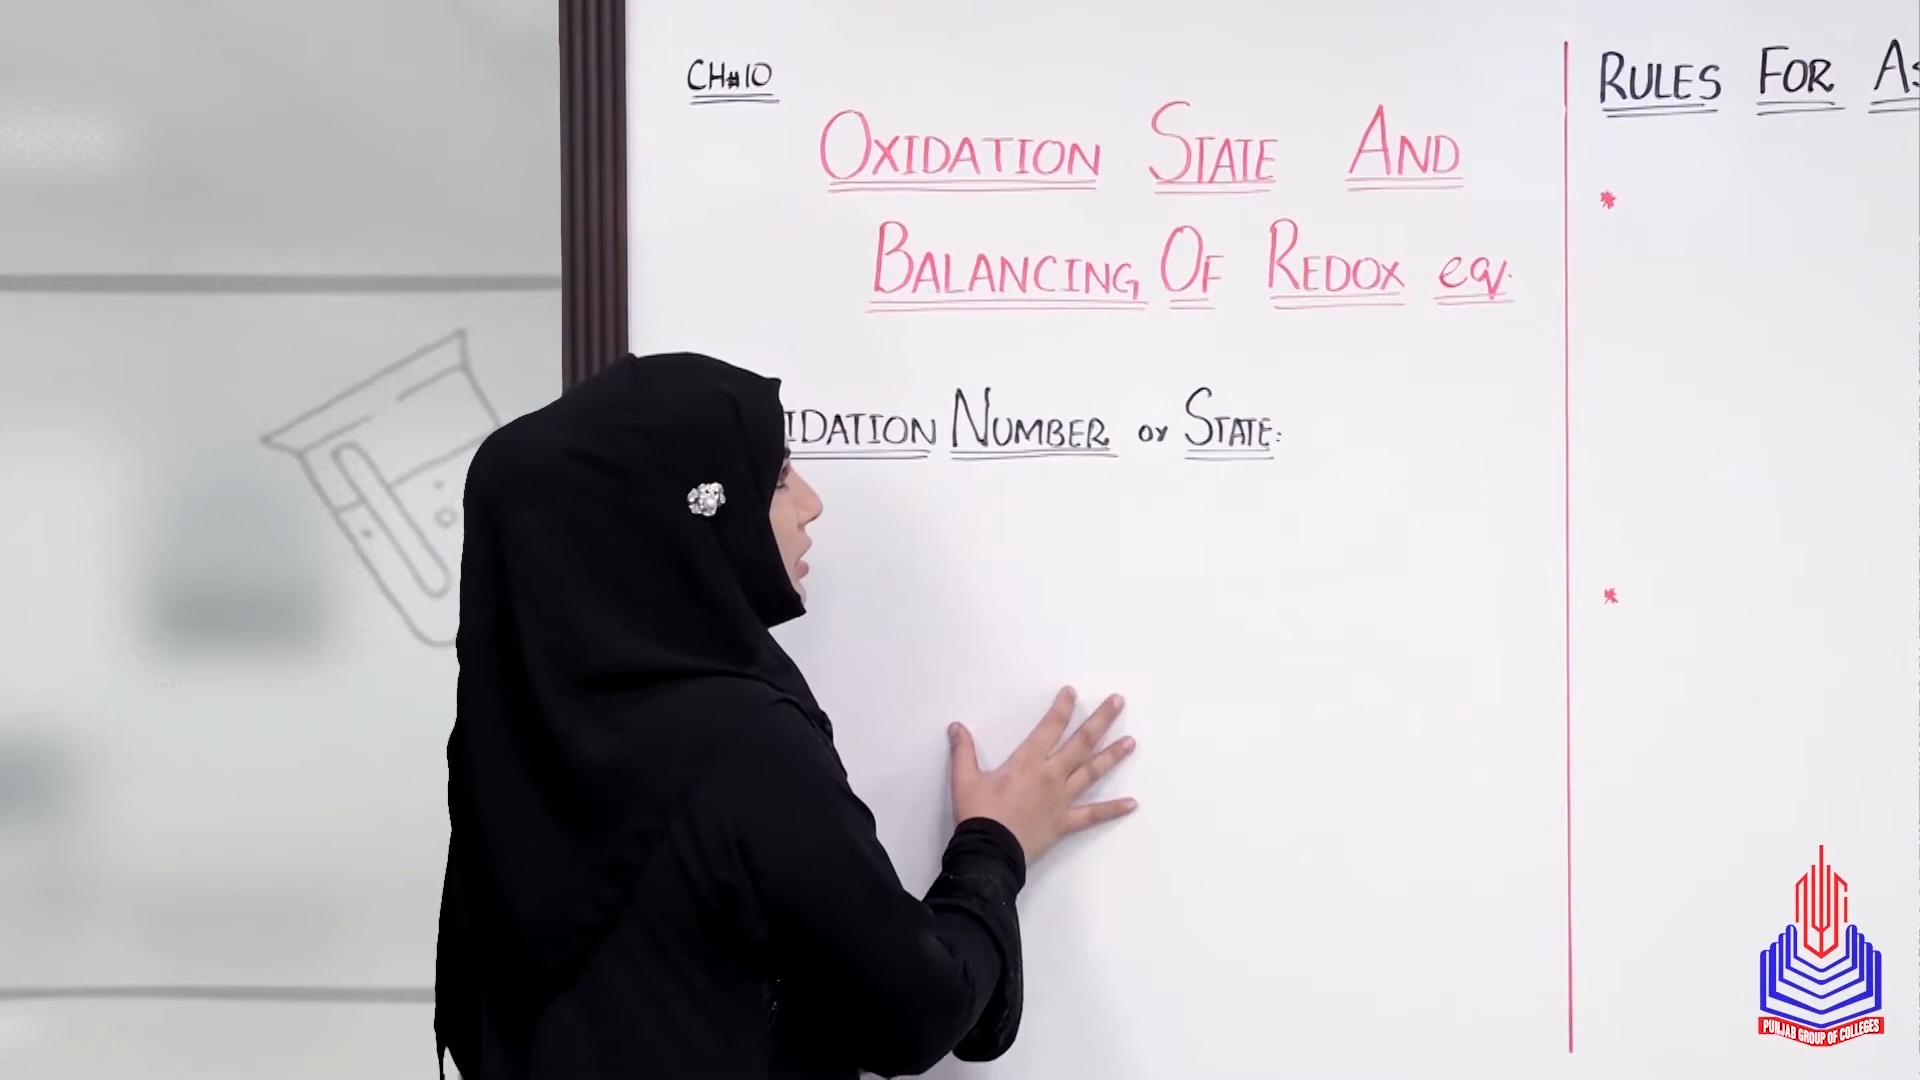 CH#10
OXIDATION STATE AND
BALANCING OF REDOX eq.
IDATION NUMBER or STATE:
RULES FOR AS
*
*
PUNJAB GROUP OF COLLEGES